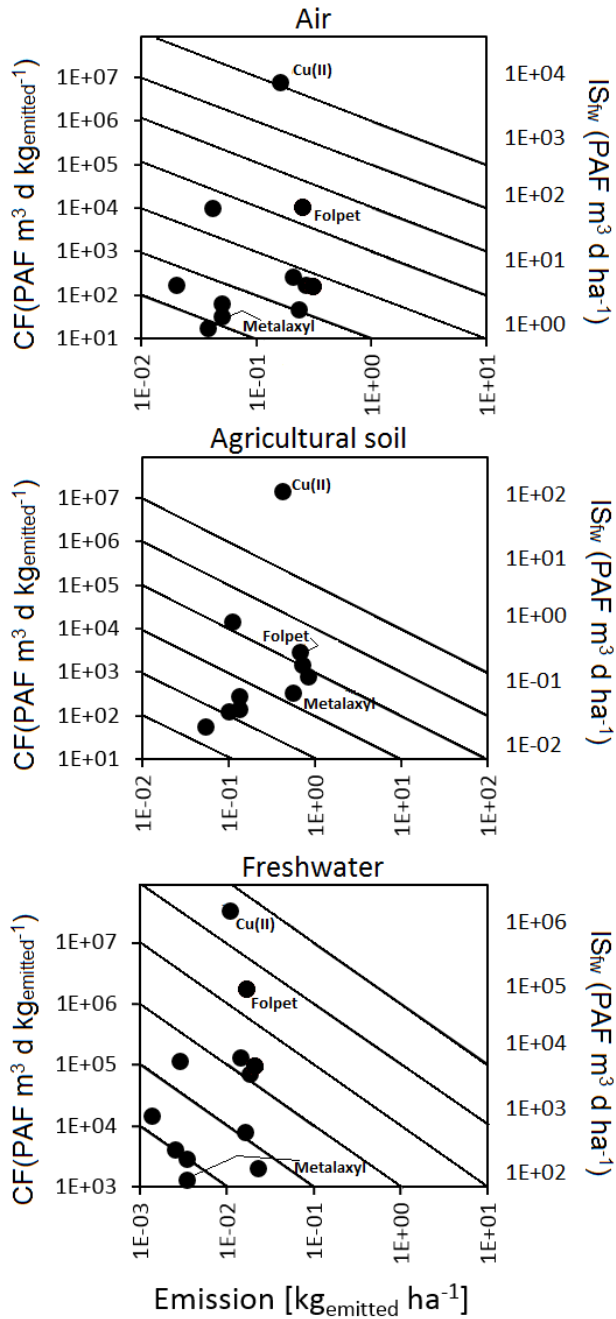 Air
CF(PAF m³ d kgemitted⁻¹)
1E+07
1E+06
1E+05
1E+04
1E+03
1E+02
1E+01
Cu(II)
Folpet
Metalaxyl
1E+04
1E+03
1E+02
1E+01
1E+00
ISfw (PAF m³ d ha⁻¹)
1E-02
1E-01
1E+00
1E+01
Agricultural soil
CF(PAF m³ d kgemitted⁻¹)
1E+07
1E+06
1E+05
1E+04
1E+03
1E+02
1E+01
Cu(II)
Folpet
Metalaxyl
1E+02
1E+01
1E+00
1E-01
1E-02
ISfw (PAF m³ d ha⁻¹)
1E-02
1E-01
1E+00
1E+01
1E+02
Freshwater
CF(PAF m³ d kgemitted⁻¹)
1E+07
1E+06
1E+05
1E+04
1E+03
Cu(II)
Folpet
Metalaxyl
1E+06
1E+05
1E+04
1E+03
1E+02
ISfw (PAF m³ d ha⁻¹)
1E-03
1E-02
1E-01
1E+00
1E+01
Emission [kgemitted ha⁻¹]